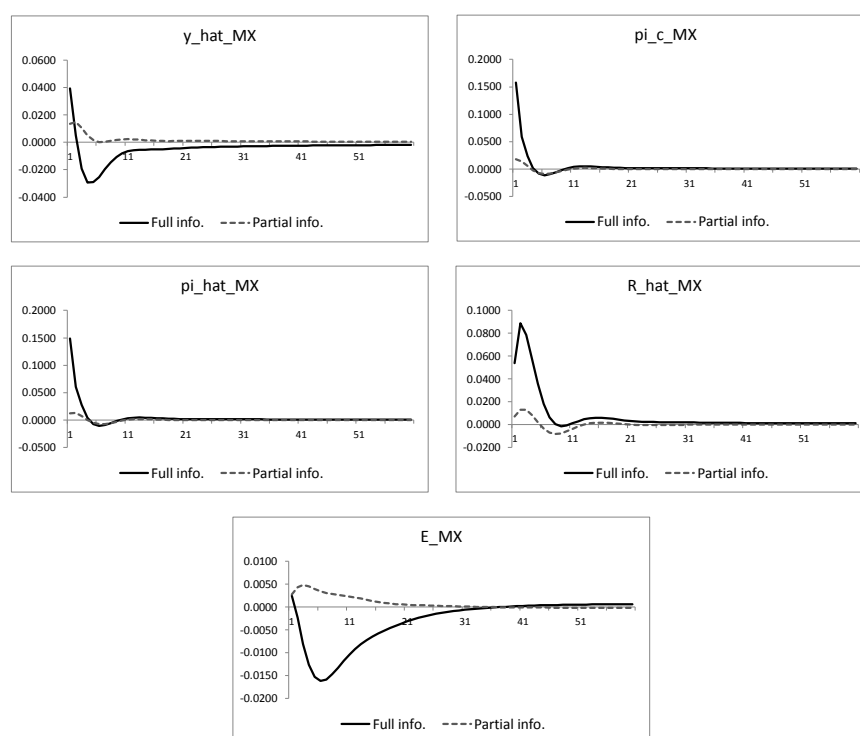 y_hat_MX
0.0600
0.0400
0.0200
0.0000
-0.0200
-0.0400
1 11 21 31 41 51
Full info. Partial info.
pi_c_MX
0.2000
0.1500
0.1000
0.0500
0.0000
-0.0500
1 11 21 31 41 51
Full info. Partial info.
pi_hat_MX
0.2000
0.1500
0.1000
0.0500
0.0000
-0.0500
1 11 21 31 41 51
Full info. Partial info.
R_hat_MX
0.1000
0.0800
0.0600
0.0400
0.0200
0.0000
-0.0200
1 11 21 31 41 51
Full info. Partial info.
E_MX
0.0100
0.0050
0.0000
-0.0050
-0.0100
-0.0150
-0.0200
1 11 21 31 41 51
Full info. Partial info.